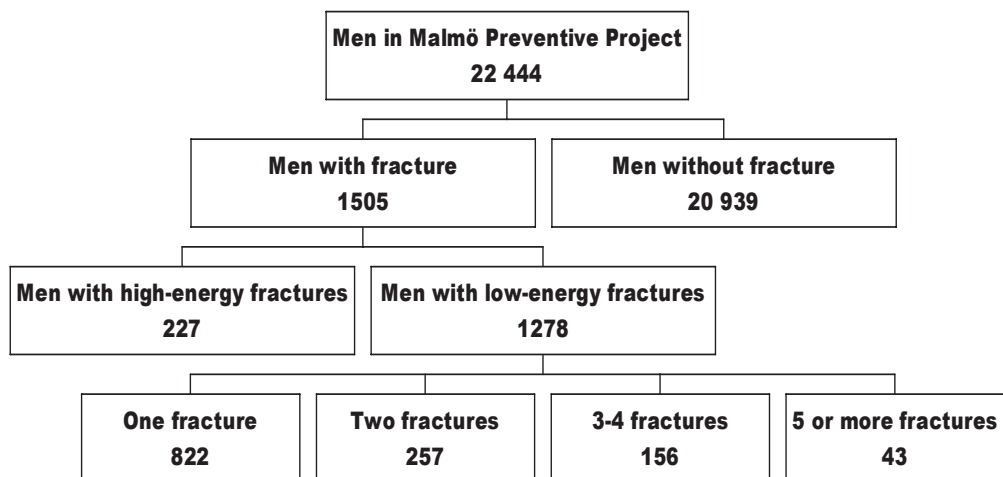 Men in Malmö Preventive Project
22 444
Men with fracture
1505
Men without fracture
20 939
Men with high-energy fractures
227
Men with low-energy fractures
1278
One fracture
822
Two fractures
257
3-4 fractures
156
5 or more fractures
43